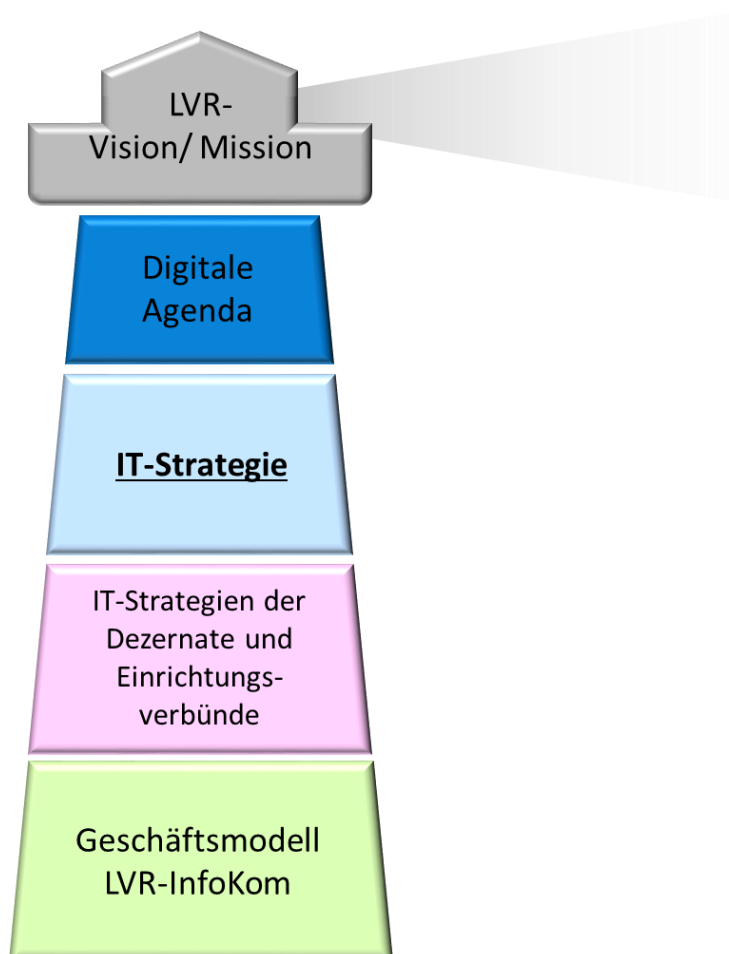 LVR-
Vision/ Mission
Digitale
Agenda
IT-Strategie
IT-Strategien der
Dezernate und
Einrichtungs-
verbünde
Geschäftsmodell
LVR-InfoKom